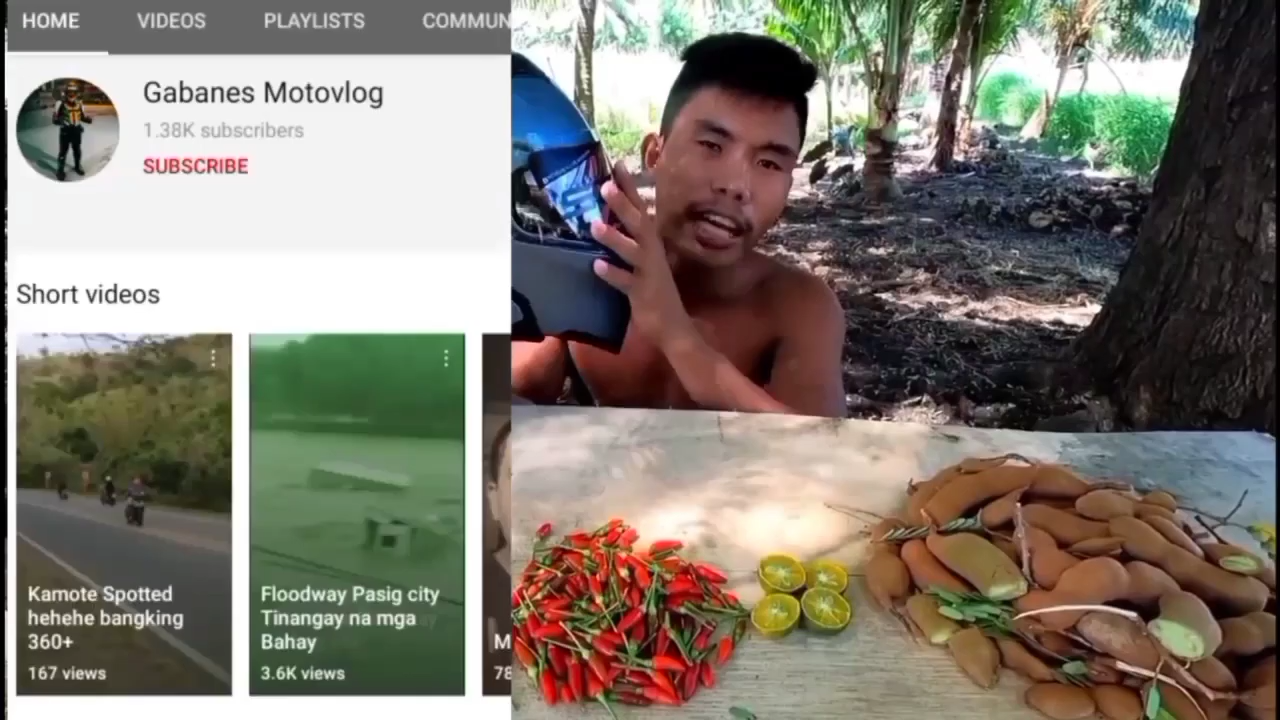 HOME VIDEOS PLAYLISTS COMMUN
Gabanes Motovlog
1.38K subscribers
SUBSCRIBE
Short videos
Kamote Spotted
hehehe bangking
360+
167 views
Floodway Pasig city
Tinangay na mga
Bahay
3.6K views
M
78